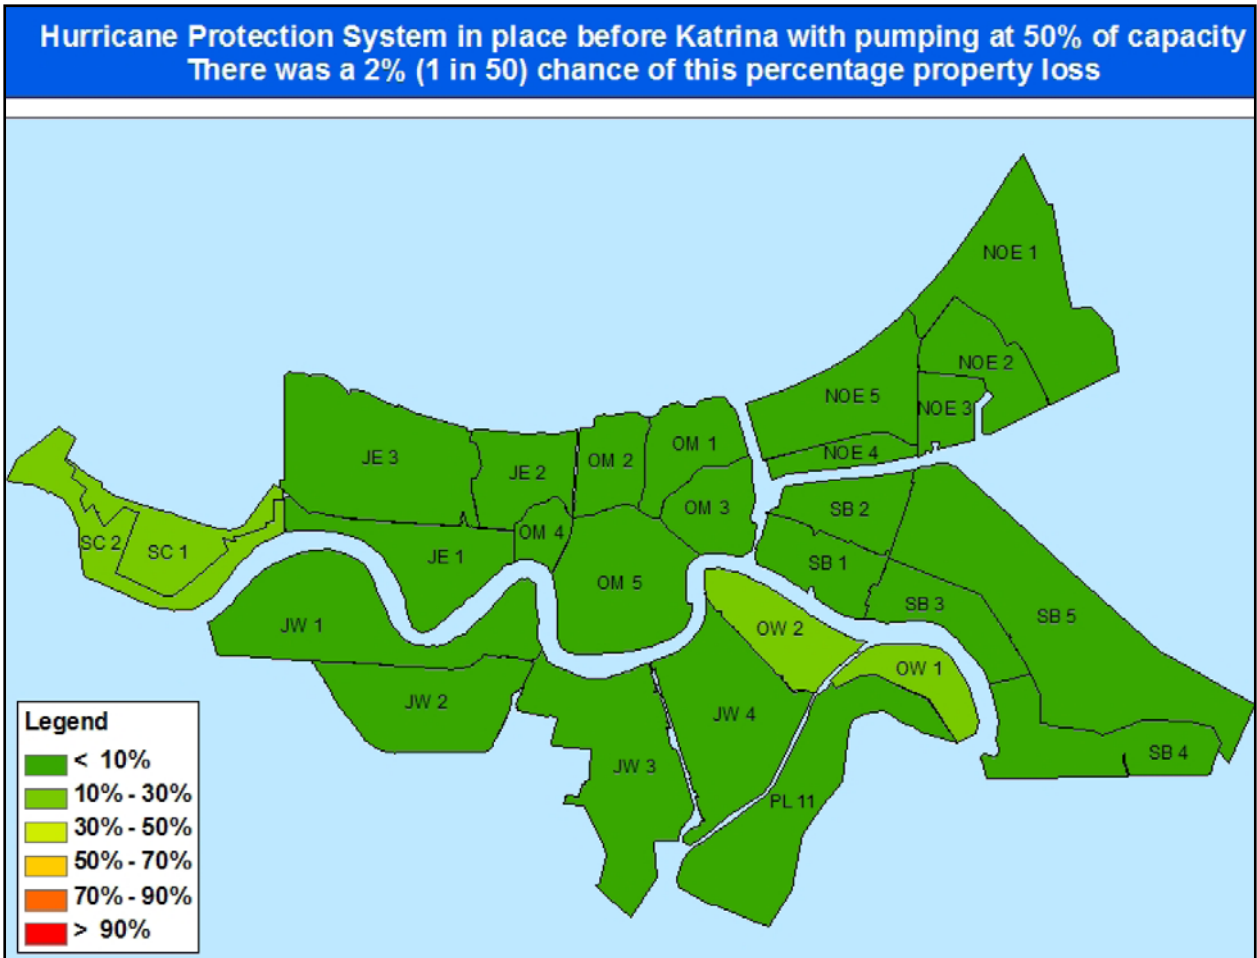 Hurricane Protection System in place before Katrina with pumping at 50% of capacity
There was a 2% (1 in 50) chance of this percentage property loss
NOE 1
NOE 2
NOE 5
NOE 3
NOE 4
OM 1
JE 3
JE 2
OM 2
OM 3
SB 2
OM 4
SC 2
SC 1
JE 1
SB 1
OM 5
SB 3
SB 5
JW 1
OW 2
OW 1
JW 2
JW 4
SB 4
JW 3
PL 11
Legend
< 10%
10% - 30%
30% - 50%
50% - 70%
70% - 90%
> 90%